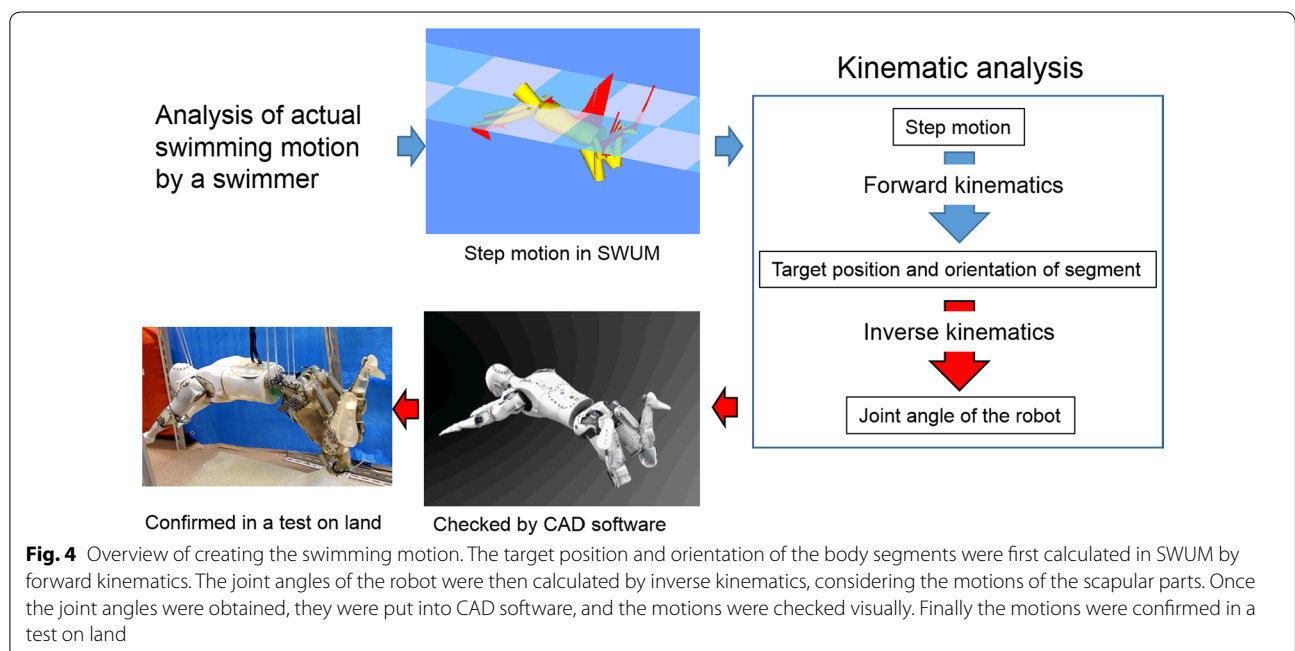 Analysis of actual
swimming motion
by a swimmer
Step motion in SWUM
Kinematic analysis
Step motion
Forward kinematics
Target position and orientation of segment
Inverse kinematics
Joint angle of the robot
Checked by CAD software
Confirmed in a test on land
Fig. 4 Overview of creating the swimming motion. The target position and orientation of the body segments were first calculated in SWUM by
forward kinematics. The joint angles of the robot were then calculated by inverse kinematics, considering the motions of the scapular parts. Once
the joint angles were obtained, they were put into CAD software, and the motions were checked visually. Finally the motions were confirmed in a
test on land